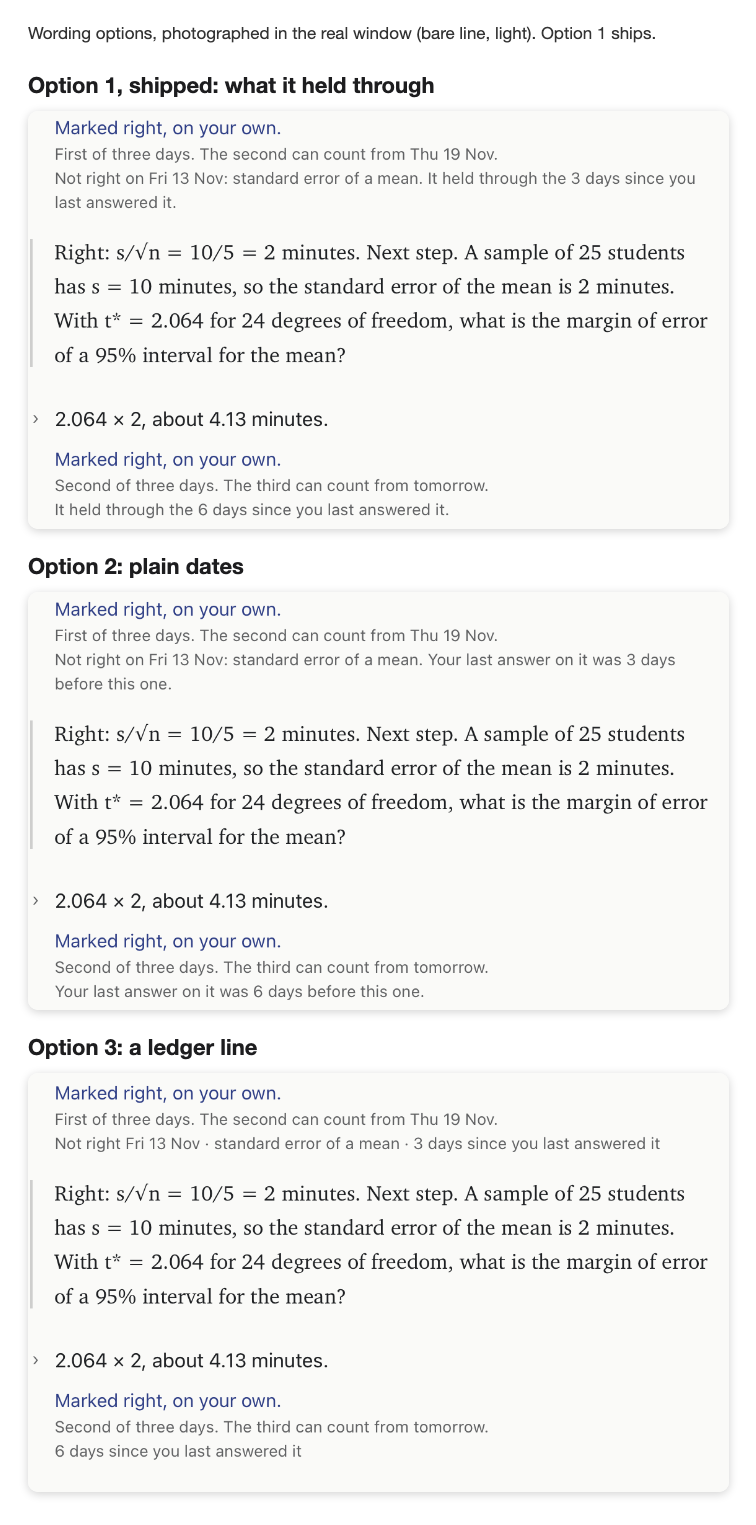 Wording options, photographed in the real window (bare line, light). Option 1 ships.
Option 1, shipped: what it held through
Marked right, on your own.
First of three days. The second can count from Thu 19 Nov.
Not right on Fri 13 Nov: standard error of a mean. It held through the 3 days since you
last answered it.
Right: s/√n = 10/5 = 2 minutes. Next step. A sample of 25 students
has s = 10 minutes, so the standard error of the mean is 2 minutes.
With t* = 2.064 for 24 degrees of freedom, what is the margin of error
of a 95% interval for the mean?
› 2.064 × 2, about 4.13 minutes.
Marked right, on your own.
Second of three days. The third can count from tomorrow.
It held through the 6 days since you last answered it.
Option 2: plain dates
Marked right, on your own.
First of three days. The second can count from Thu 19 Nov.
Not right on Fri 13 Nov: standard error of a mean. Your last answer on it was 3 days
before this one.
Right: s/√n = 10/5 = 2 minutes. Next step. A sample of 25 students
has s = 10 minutes, so the standard error of the mean is 2 minutes.
With t* = 2.064 for 24 degrees of freedom, what is the margin of error
of a 95% interval for the mean?
› 2.064 × 2, about 4.13 minutes.
Marked right, on your own.
Second of three days. The third can count from tomorrow.
Your last answer on it was 6 days before this one.
Option 3: a ledger line
Marked right, on your own.
First of three days. The second can count from Thu 19 Nov.
Not right Fri 13 Nov · standard error of a mean · 3 days since you last answered it
Right: s/√n = 10/5 = 2 minutes. Next step. A sample of 25 students
has s = 10 minutes, so the standard error of the mean is 2 minutes.
With t* = 2.064 for 24 degrees of freedom, what is the margin of error
of a 95% interval for the mean?
› 2.064 × 2, about 4.13 minutes.
Marked right, on your own.
Second of three days. The third can count from tomorrow.
6 days since you last answered it